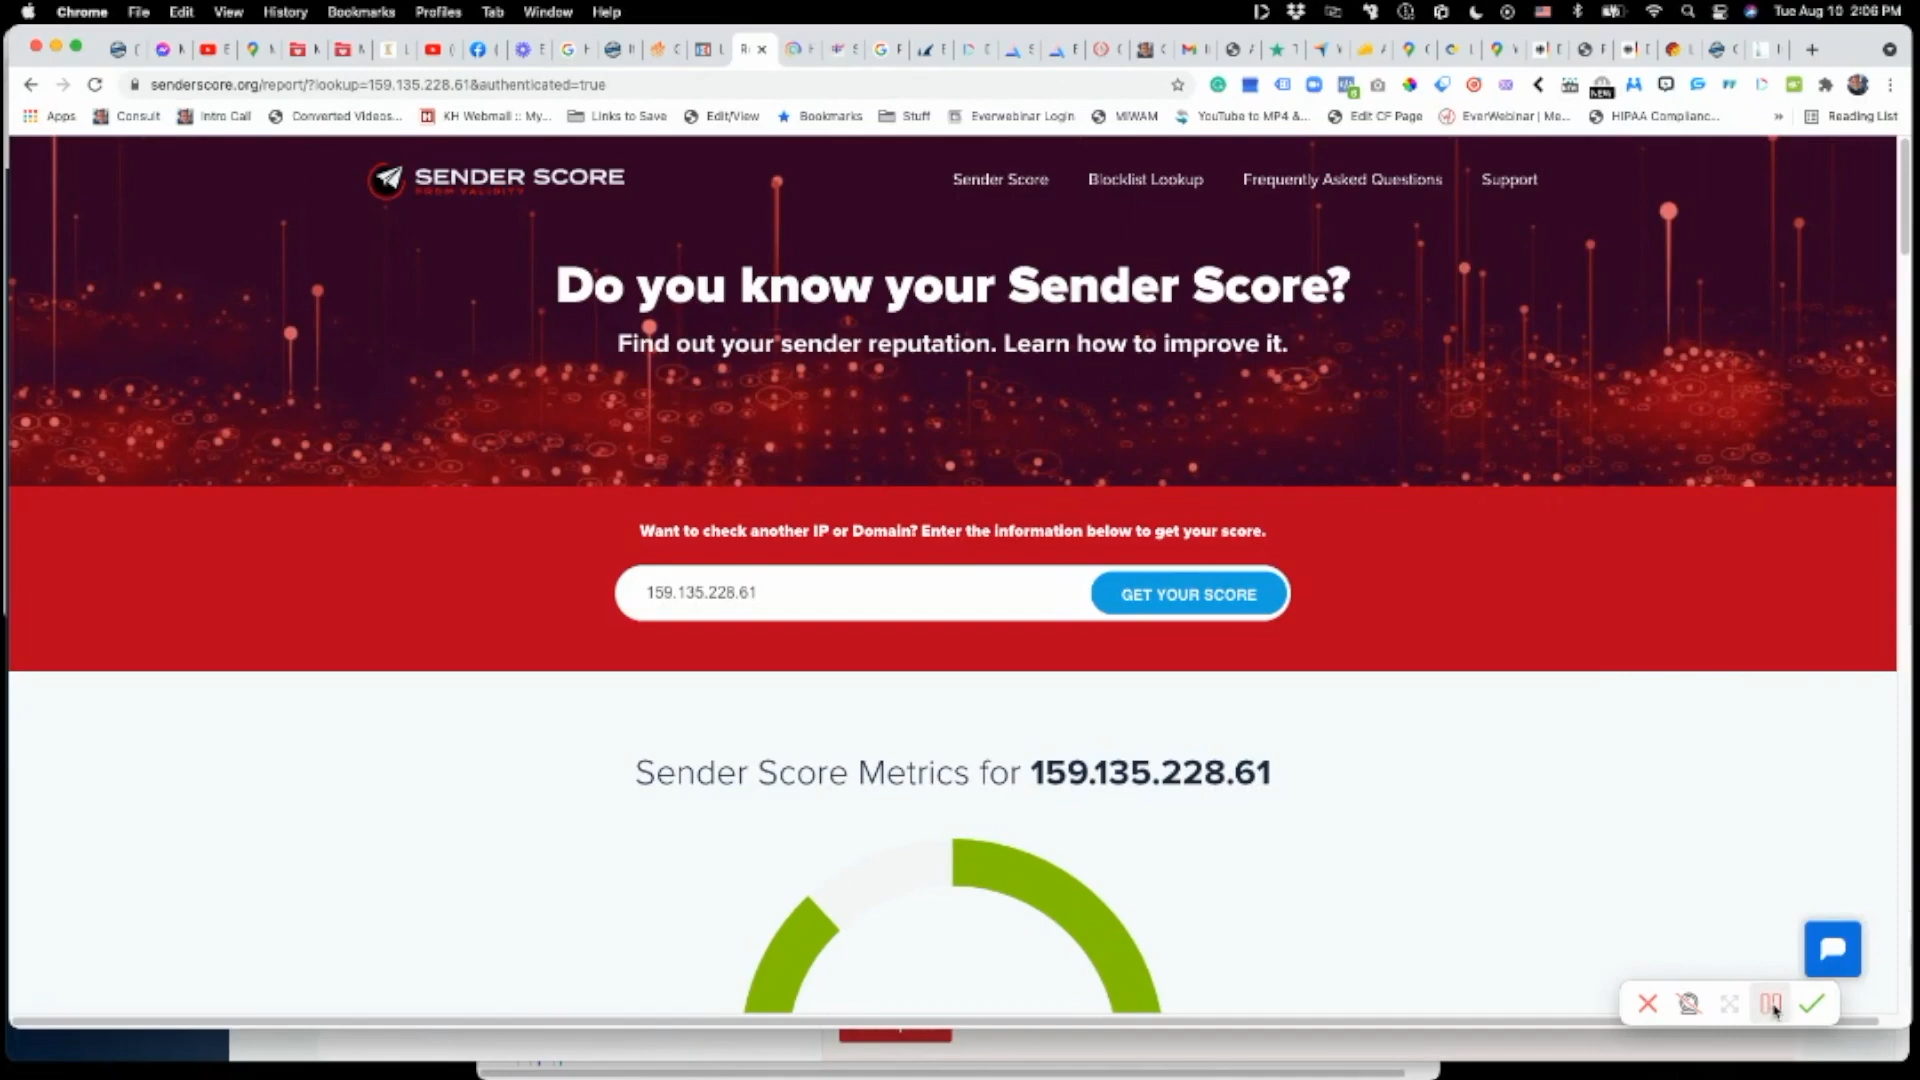 Chrome File Edit View History Bookmarks Profiles Tab Window Help Tue Aug 10 2:06 PM
senderscore.org/report/?lookup=159.135.228.61&authenticated=true
Apps Consult Intro Call Converted Videos... KH Webmail :: My... Links to Save Edit/View Bookmarks Stuff Everwebinar Login MIWAM YouTube to MP4 &... Edit CF Page EverWebinar | Me... HIPAA Complianc... » Reading List
SENDER SCORE
FROM VALIDITY
Sender Score Blocklist Lookup Frequently Asked Questions Support
Do you know your Sender Score?
Find out your sender reputation. Learn how to improve it.
Want to check another IP or Domain? Enter the information below to get your score.
159.135.228.61 GET YOUR SCORE
Sender Score Metrics for 159.135.228.61